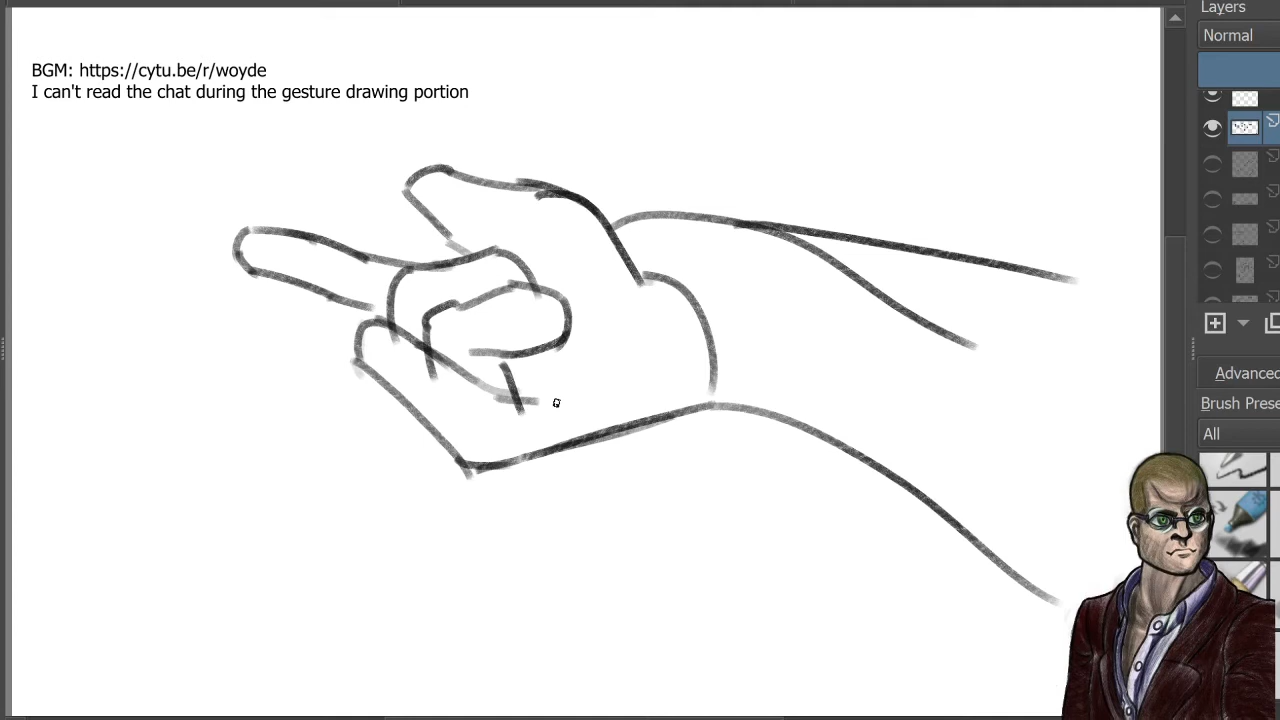 Layers
Normal
BGM: https://cytu.be/r/woyde
I can't read the chat during the gesture drawing portion
Advanced
Brush Prese
All